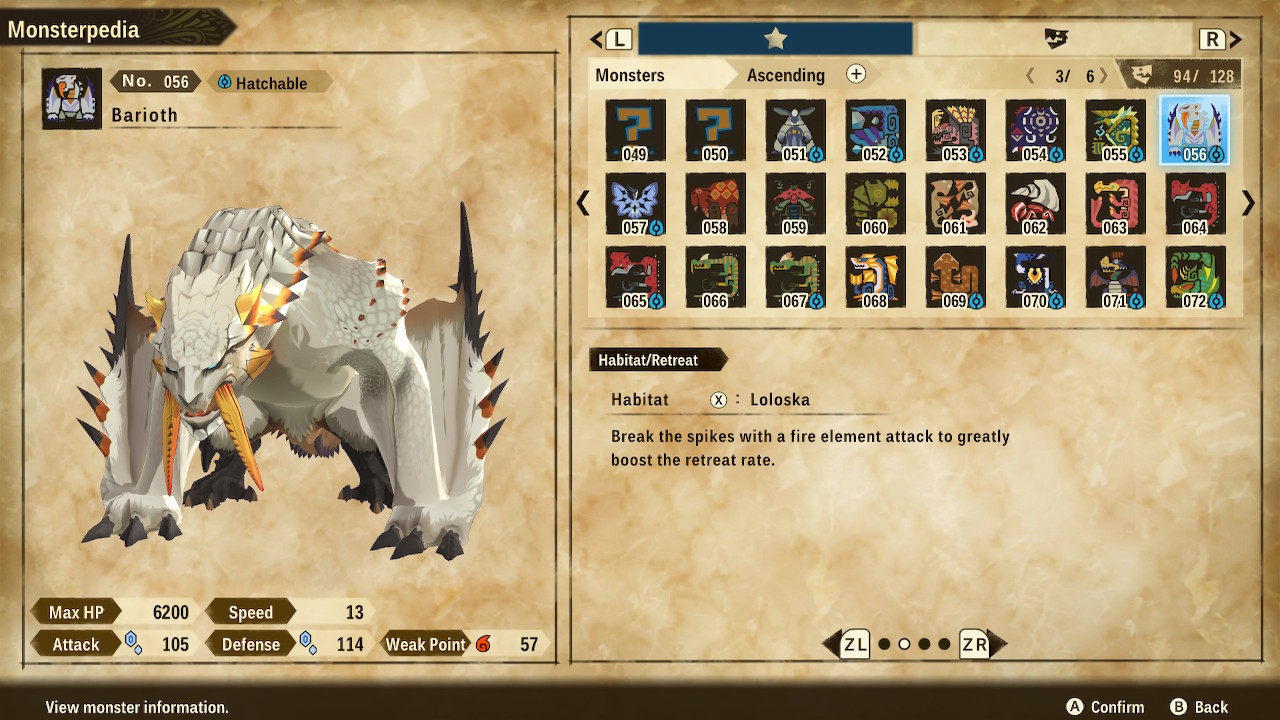 Monsterpedia
No. 056
Hatchable
Barioth
Max HP 6200 Speed 13
Attack 105 Defense 114 Weak Point 57
View monster information.
L
R
Monsters Ascending 3/ 6 94/ 128
049 050 051 052 053 054 055 056
057 058 059 060 061 062 063 064
065 066 067 068 069 070 071 072
Habitat/Retreat
Habitat X : Loloska
Break the spikes with a fire element attack to greatly
boost the retreat rate.
ZL ZR
A Confirm B Back